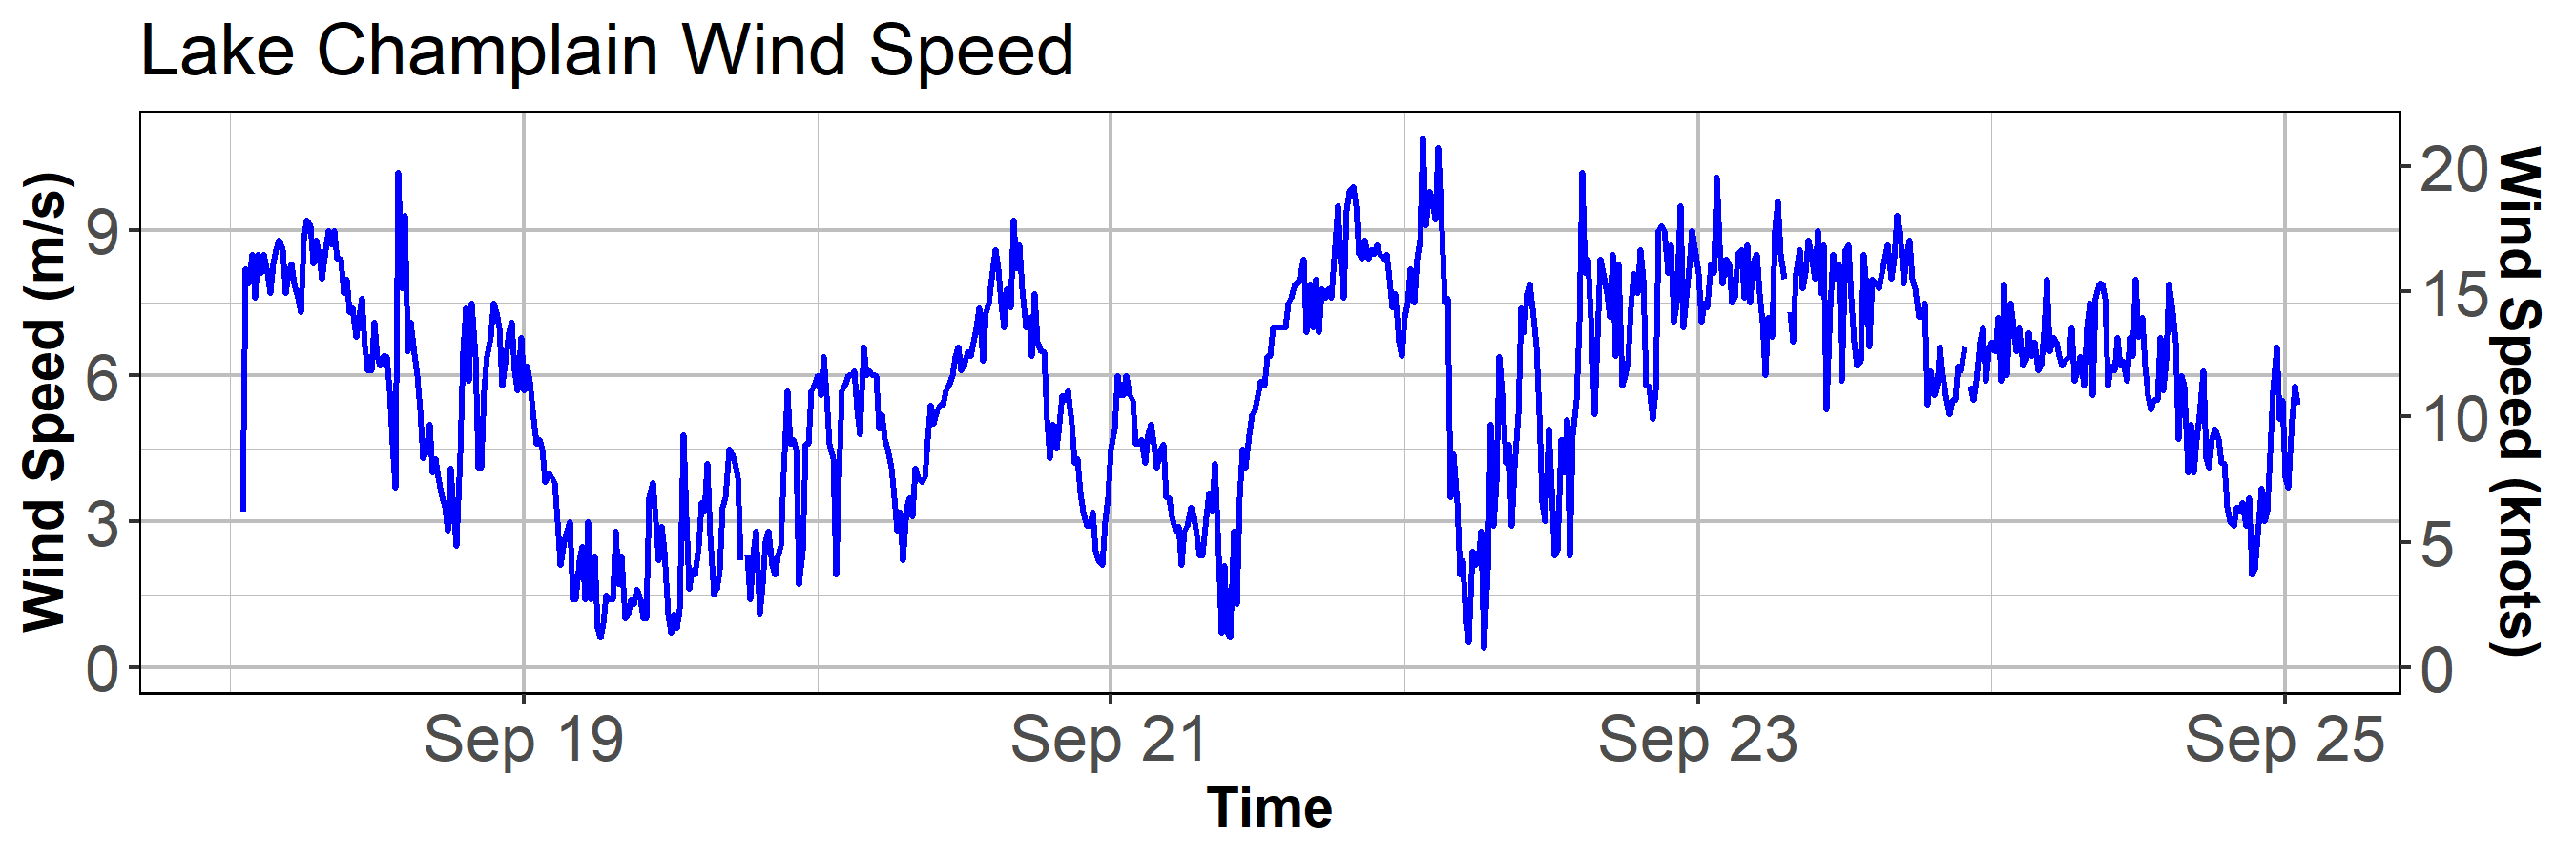 Lake Champlain Wind Speed
Wind Speed (m/s)
9
6
3
0
20
15
10
5
0
Wind Speed (knots)
Sep 19
Sep 21
Sep 23
Sep 25
Time